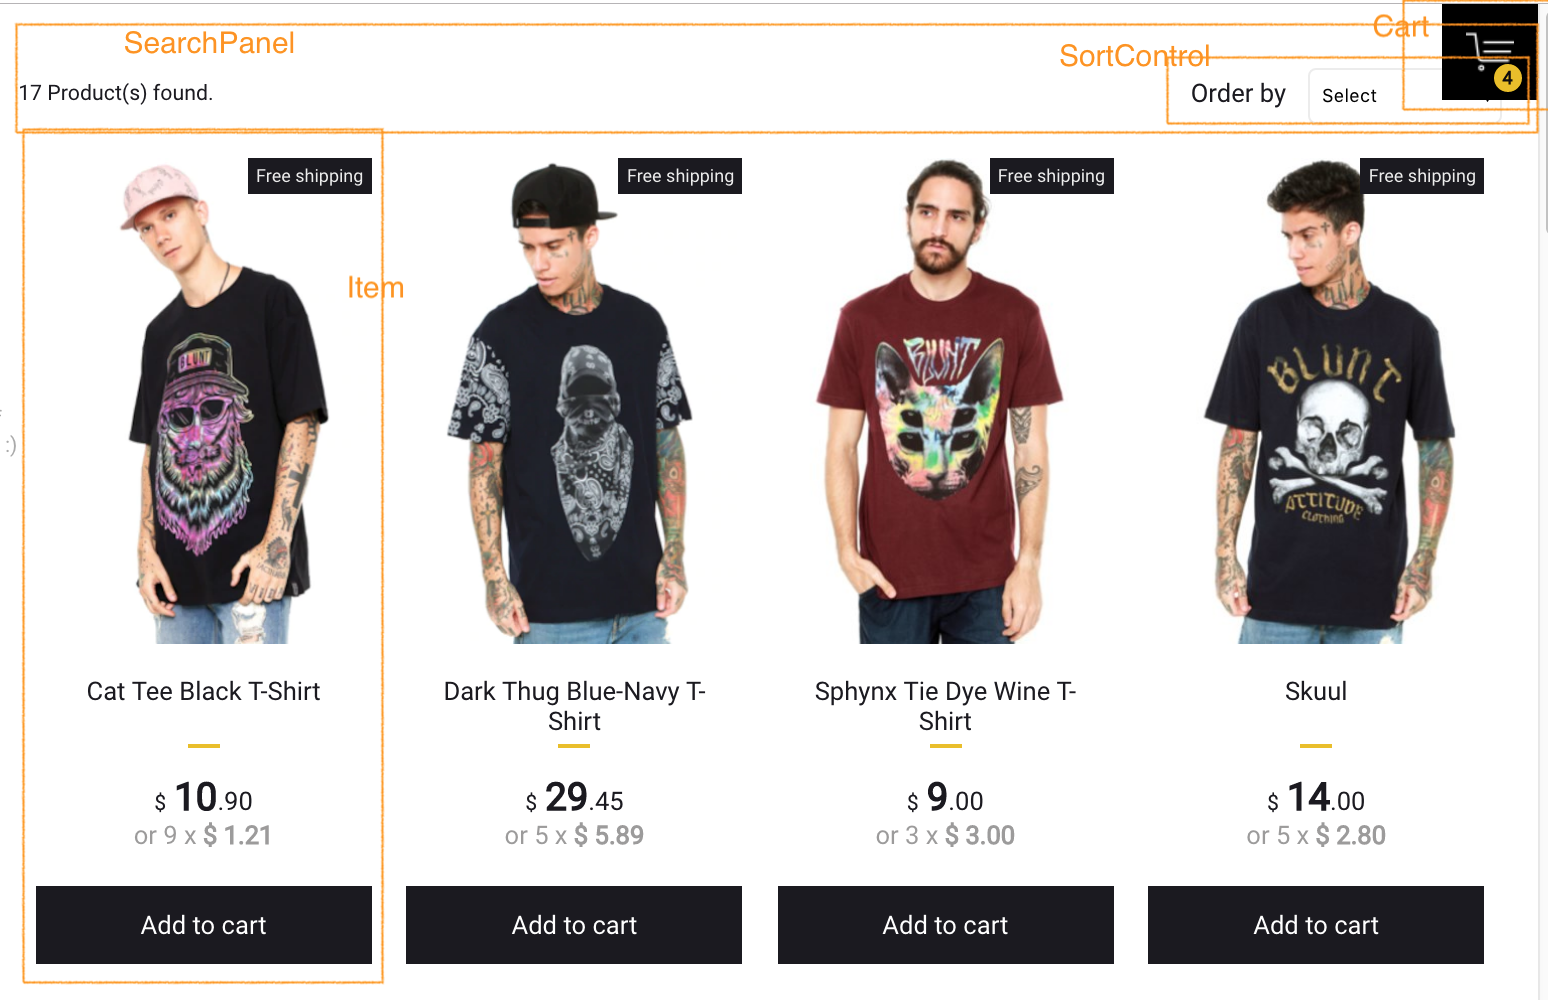 SearchPanel
Cart
SortControl
4
17 Product(s) found.
Order by
Select
Free shipping
Free shipping
Free shipping
Free shipping
Item
BLUNT
BLUNT
BLUNT
ATTITUDE
CLOTHING
:)
Cat Tee Black T-Shirt
Dark Thug Blue-Navy T-
Shirt
Sphynx Tie Dye Wine T-
Shirt
Skuul
$ 10.90
or 9 x $ 1.21
$ 29.45
or 5 x $ 5.89
$ 9.00
or 3 x $ 3.00
$ 14.00
or 5 x $ 2.80
Add to cart
Add to cart
Add to cart
Add to cart